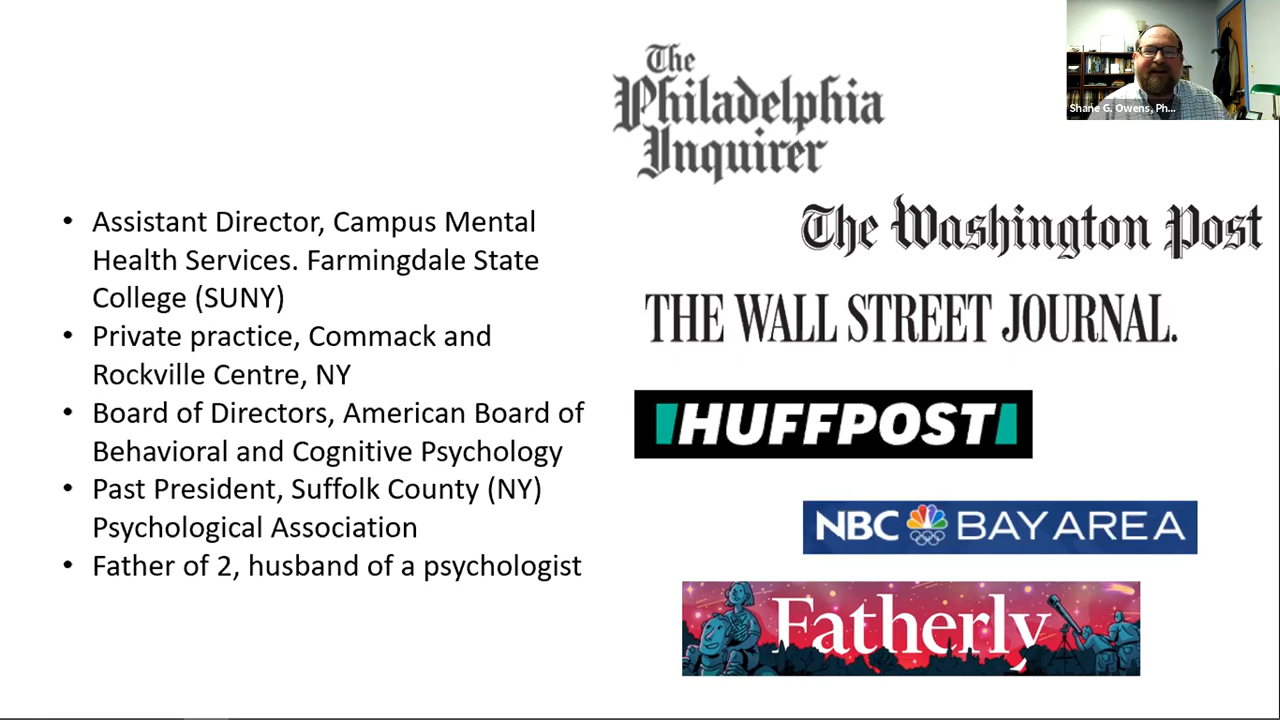 The
Philadelphia
Inquirer
Shane G. Owens, Ph...
The Washington Post
• Assistant Director, Campus Mental
Health Services. Farmingdale State
College (SUNY)
• Private practice, Commack and
Rockville Centre, NY
• Board of Directors, American Board of
Behavioral and Cognitive Psychology
• Past President, Suffolk County (NY)
Psychological Association
• Father of 2, husband of a psychologist
THE WALL STREET JOURNAL.
HUFFPOST
NBC BAY AREA
Fatherly